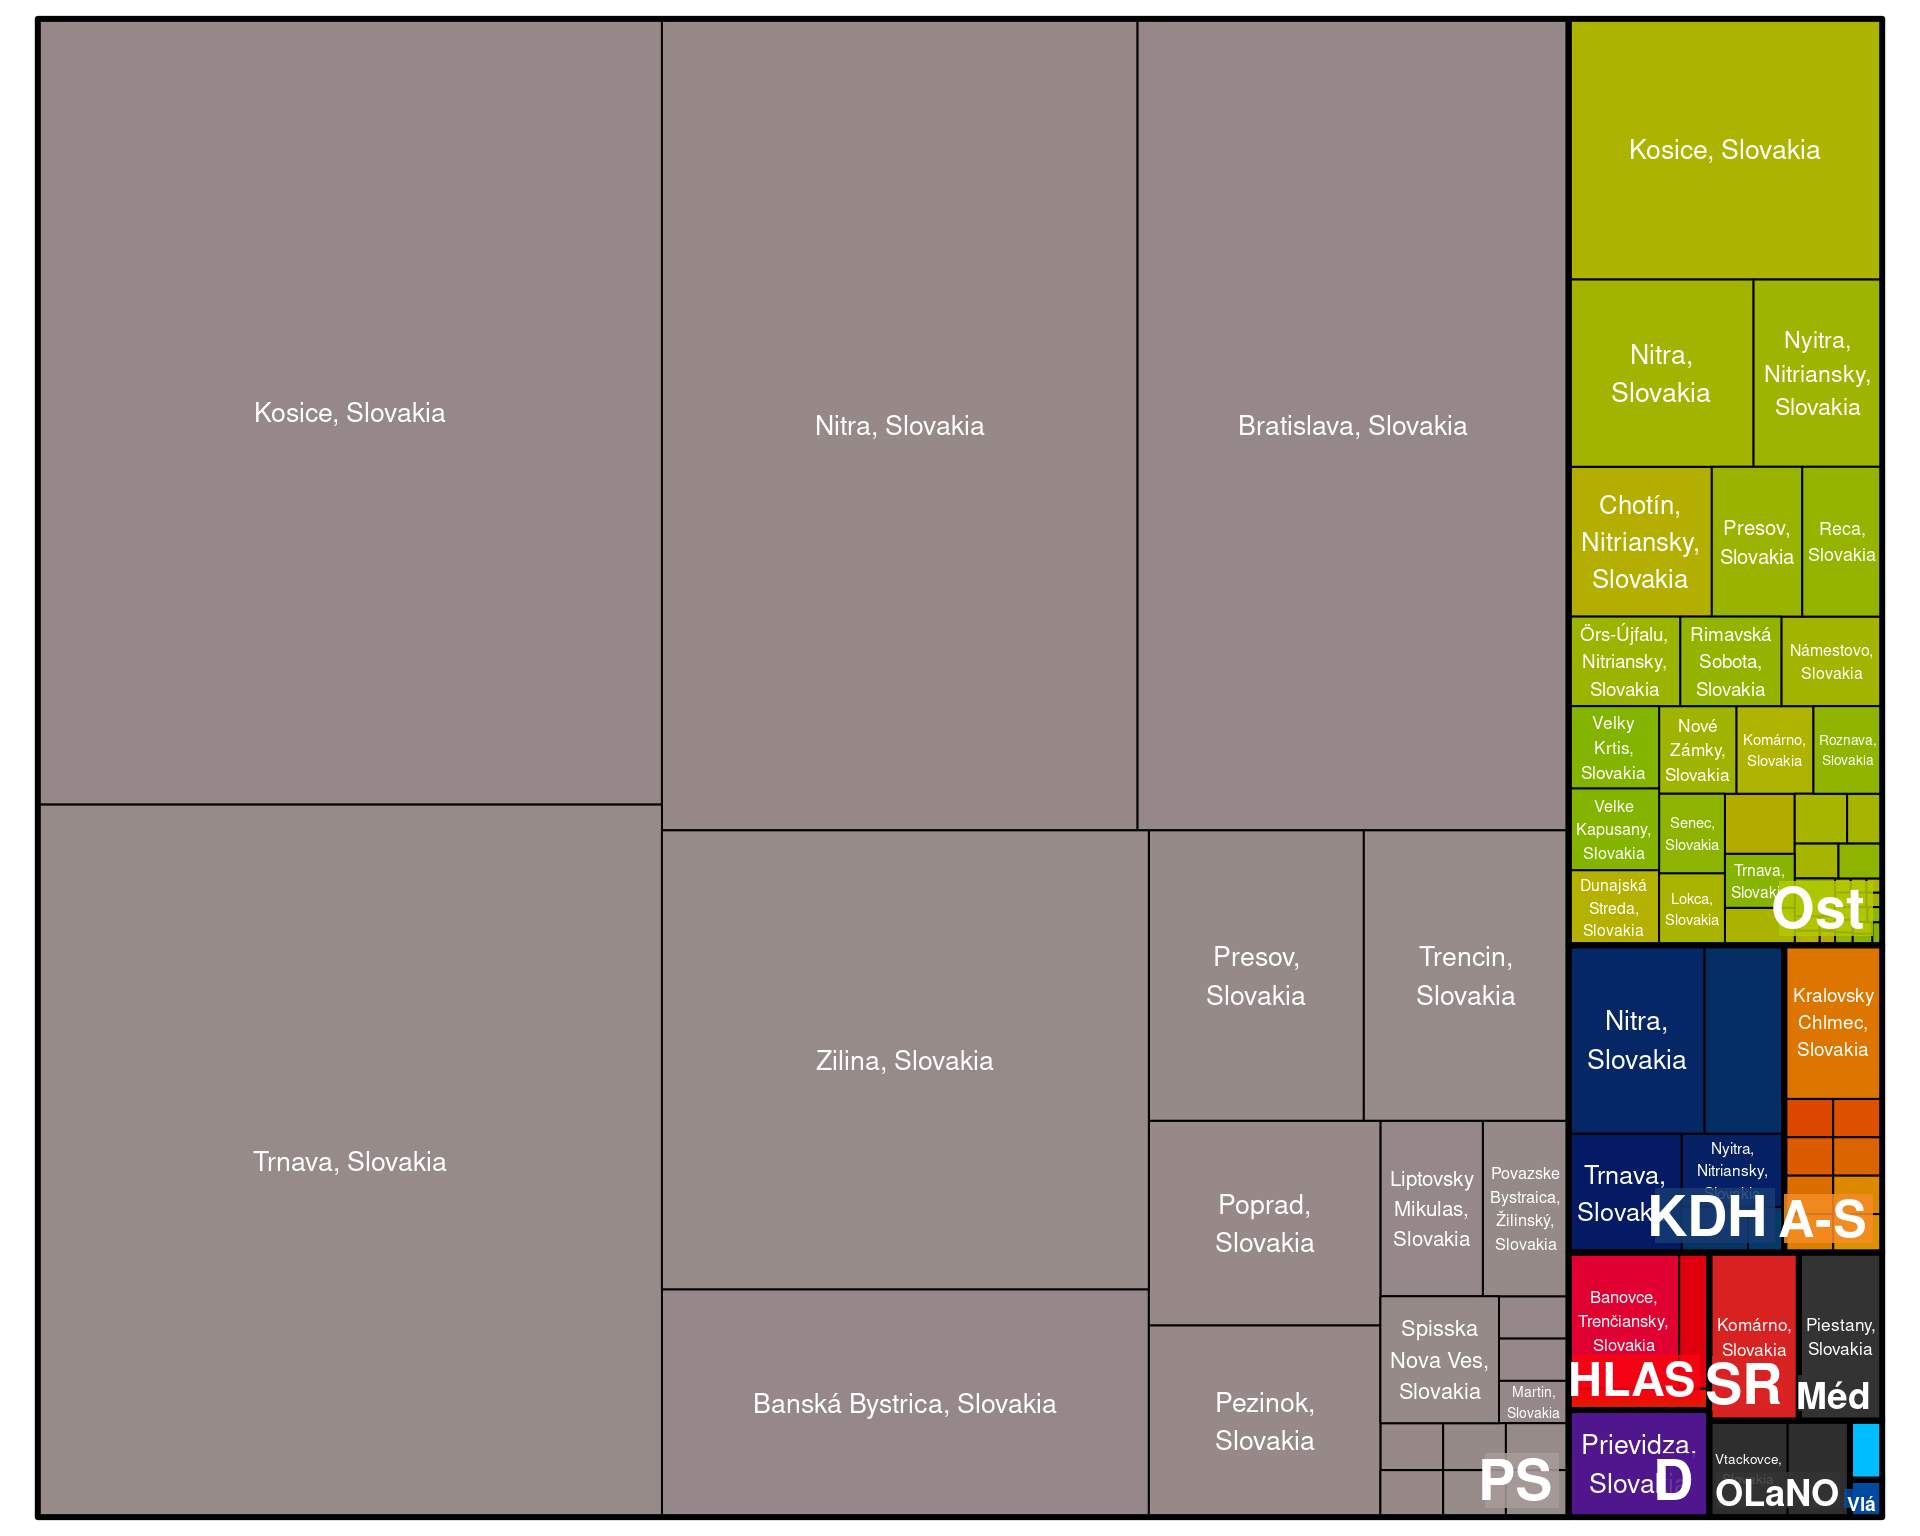 Kosice, Slovakia
Trnava, Slovakia
Nitra, Slovakia
Bratislava, Slovakia
Zilina, Slovakia
Banská Bystrica, Slovakia
Presov,
Slovakia
Trencin,
Slovakia
Poprad,
Slovakia
Pezinok,
Slovakia
Liptovsky
Mikulas,
Slovakia
Povazske
Bystraica,
Žilinský,
Slovakia
Spisska
Nova Ves,
Slovakia
Martin,
Slovakia
PS
Kosice, Slovakia
Nitra,
Slovakia
Nyitra,
Nitriansky,
Slovakia
Chotín,
Nitriansky,
Slovakia
Presov,
Slovakia
Reca,
Slovakia
Örs-Újfalu,
Nitriansky,
Slovakia
Rimavská
Sobota,
Slovakia
Námestovo,
Slovakia
Velky
Krtis,
Slovakia
Nové
Zámky,
Slovakia
Komárno,
Slovakia
Roznava,
Slovakia
Velke
Kapusany,
Slovakia
Senec,
Slovakia
Trnava,
Slovakia
Dunajská
Streda,
Slovakia
Lokca,
Slovakia
Ost
Nitra,
Slovakia
Trnava,
Slovakia
Nyitra,
Nitriansky,
Slovakia
KDH
Kralovsky
Chlmec,
Slovakia
A-S
Banovce,
Trenčiansky,
Slovakia
HLAS
Komárno,
Slovakia
SR
Piestany,
Slovakia
Méd
Prievidza,
Slovakia
D
Vtackovce,
Slovakia
OLaNO
Vlá